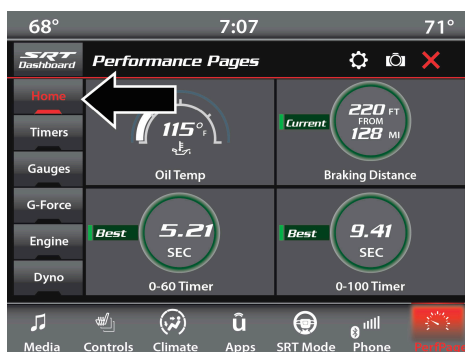 68° 7:07 71°
SRT
Dashboard
Performance Pages
Home
Timers
Gauges
G-Force
Engine
Dyno
115°F
Oil Temp
Current
220 FT
FROM
128 MI
Braking Distance
Best
5.21
SEC
0-60 Timer
Best
9.41
SEC
0-100 Timer
Media Controls Climate Apps SRT Mode Phone